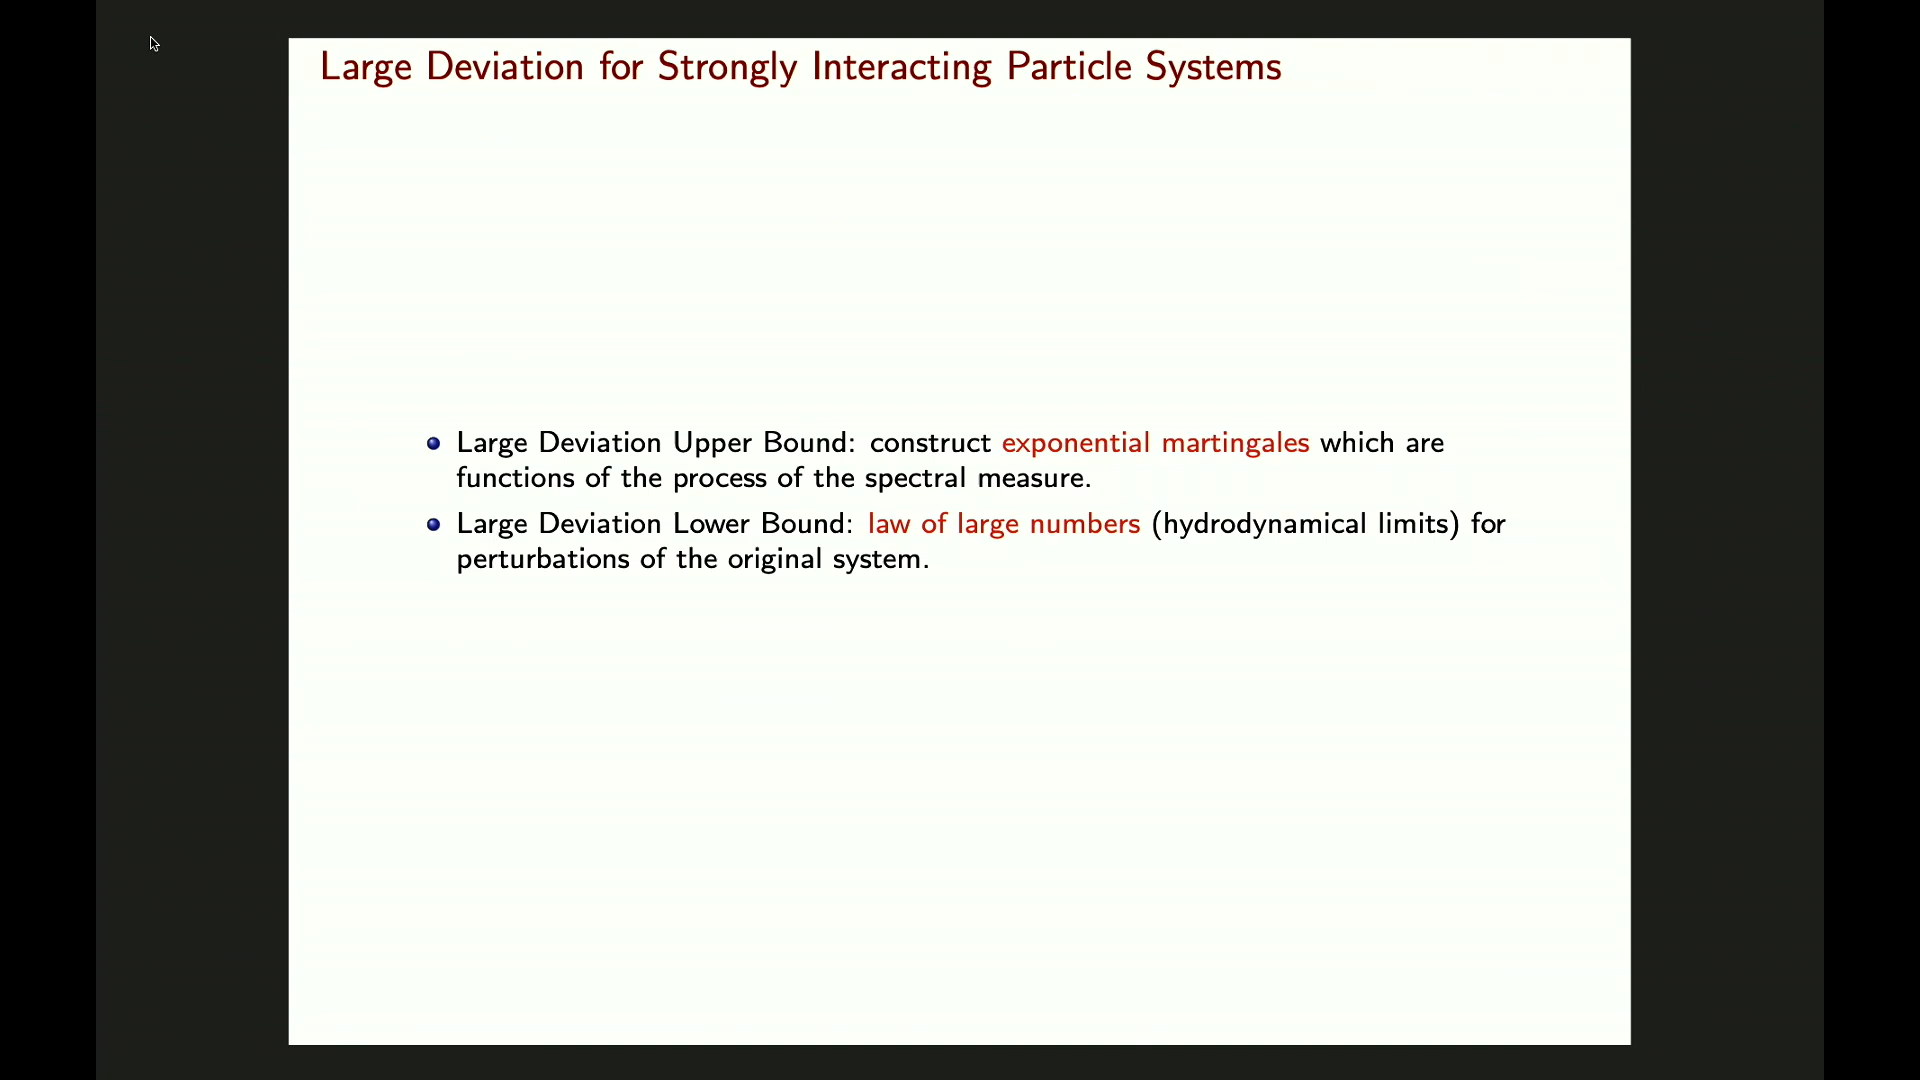 Large Deviation for Strongly Interacting Particle Systems
Large Deviation Upper Bound: construct exponential martingales which are
functions of the process of the spectral measure.
Large Deviation Lower Bound: law of large numbers (hydrodynamical limits) for
perturbations of the original system.